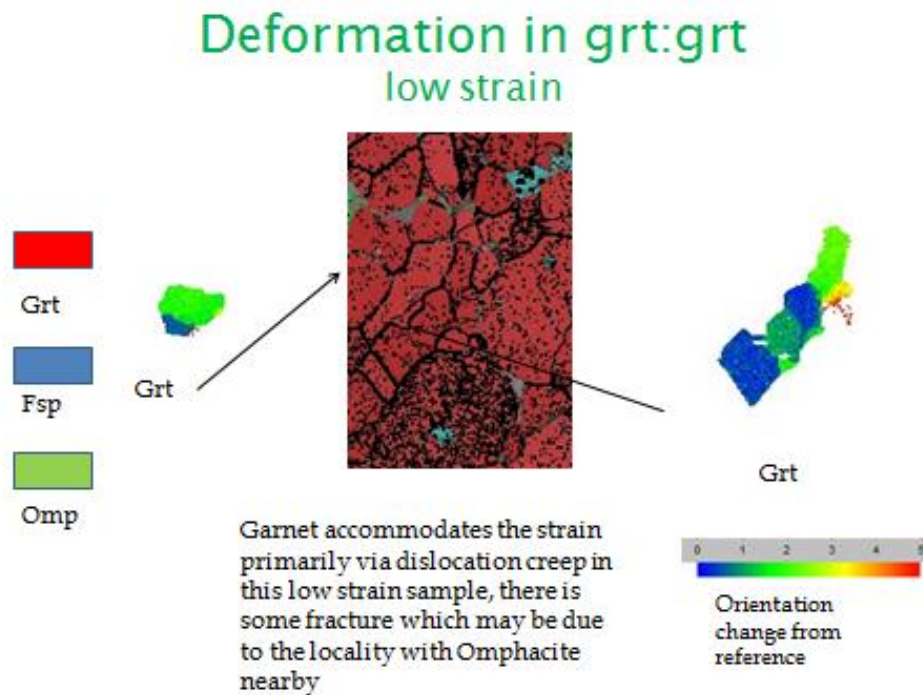 Deformation in grt:grt
low strain
Grt
Fsp
Omp
Grt
Grt
Garnet accommodates the strain
primarily via dislocation creep in
this low strain sample, there is
some fracture which may be due
to the locality with Omphacite
nearby
0 1 2 3 4 5
Orientation
change from
reference